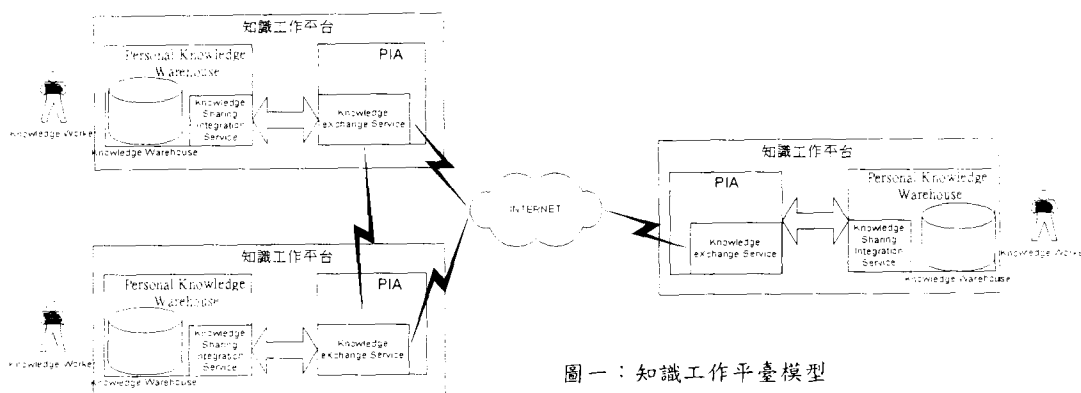 知識工作平台
Personal Knowledge
Warehouse
Knowledge
Sharing
Integration
Service
Knowledge Warehouse
Knowledge Worke
PIA
Knowledge
eXchange Service
知識工作平台
Personal Knowledge
Warehouse
Knowledge
Sharing
Integration
Service
Knowledge Warehouse
Knowledge Worke
PIA
Knowledge
eXchange Service
INTERNET
知識工作平台
PIA
Knowledge
eXchange Service
Personal Knowledge
Warehouse
Knowledge
Sharing
Integration
Service
Knowledge Warehouse
Knowledge Worke
圖一：知識工作平臺模型